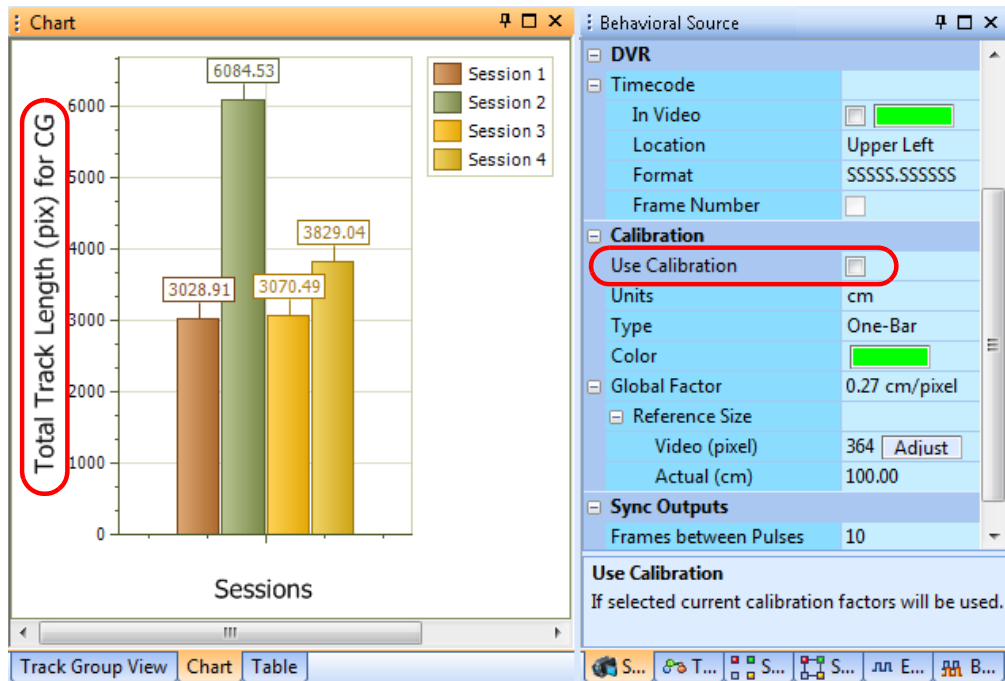 Chart
Total Track Length (pix) for CG
6000
5000
4000
3000
2000
1000
0
6084.53
3829.04
3028.91
3070.49
Sessions
Session 1
Session 2
Session 3
Session 4
Track Group View Chart Table
Behavioral Source
DVR
Timecode
In Video
Location Upper Left
Format SSSSS.SSSSSS
Frame Number
Calibration
Use Calibration
Units cm
Type One-Bar
Color
Global Factor 0.27 cm/pixel
Reference Size
Video (pixel) 364 Adjust
Actual (cm) 100.00
Sync Outputs
Frames between Pulses 10
Use Calibration
If selected current calibration factors will be used.
S... T... S... S... E... B...